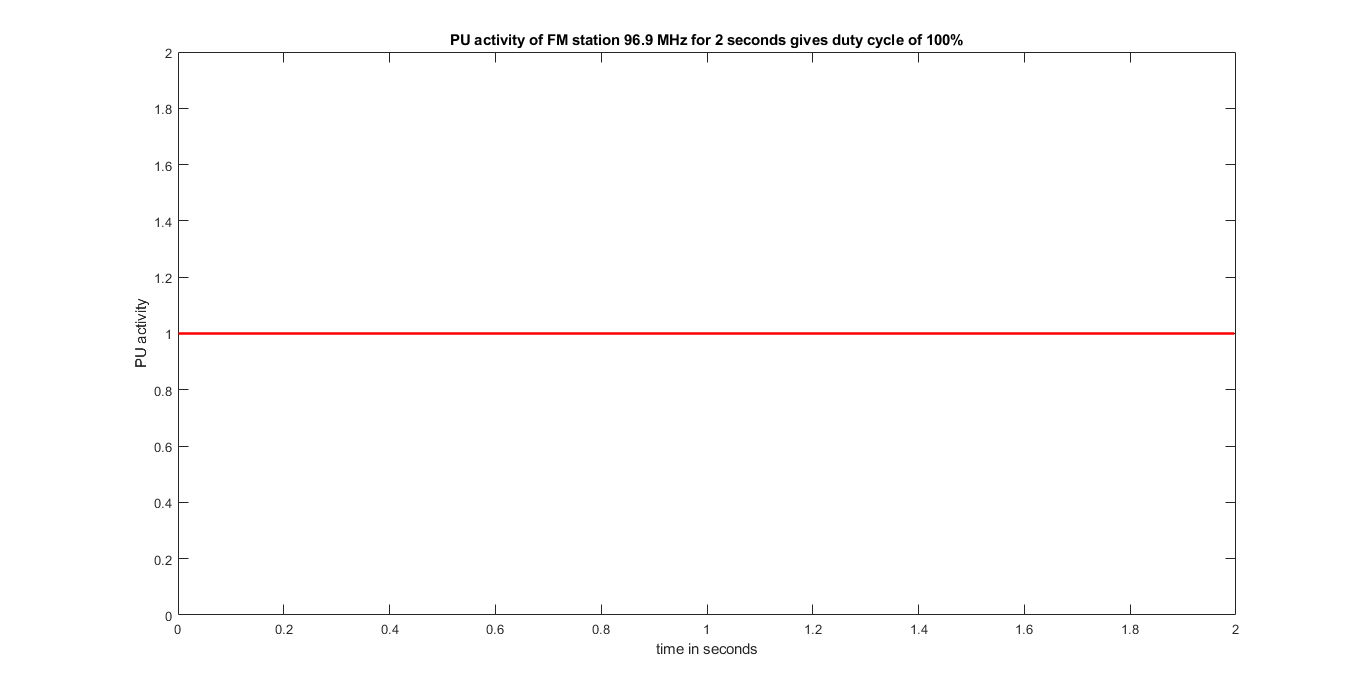 PU activity of FM station 96.9 MHz for 2 seconds gives duty cycle of 100%
2
1.8
1.6
1.4
1.2
1
0.8
0.6
0.4
0.2
0
PU activity
0 0.2 0.4 0.6 0.8 1 1.2 1.4 1.6 1.8 2
time in seconds